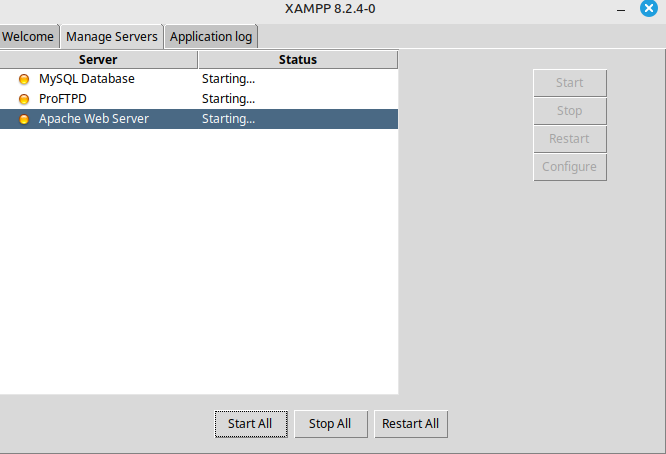 XAMPP 8.2.4-0
Welcome Manage Servers Application log
Server Status
MySQL Database Starting...
ProFTPD Starting...
Apache Web Server Starting...
Start
Stop
Restart
Configure
Start All Stop All Restart All